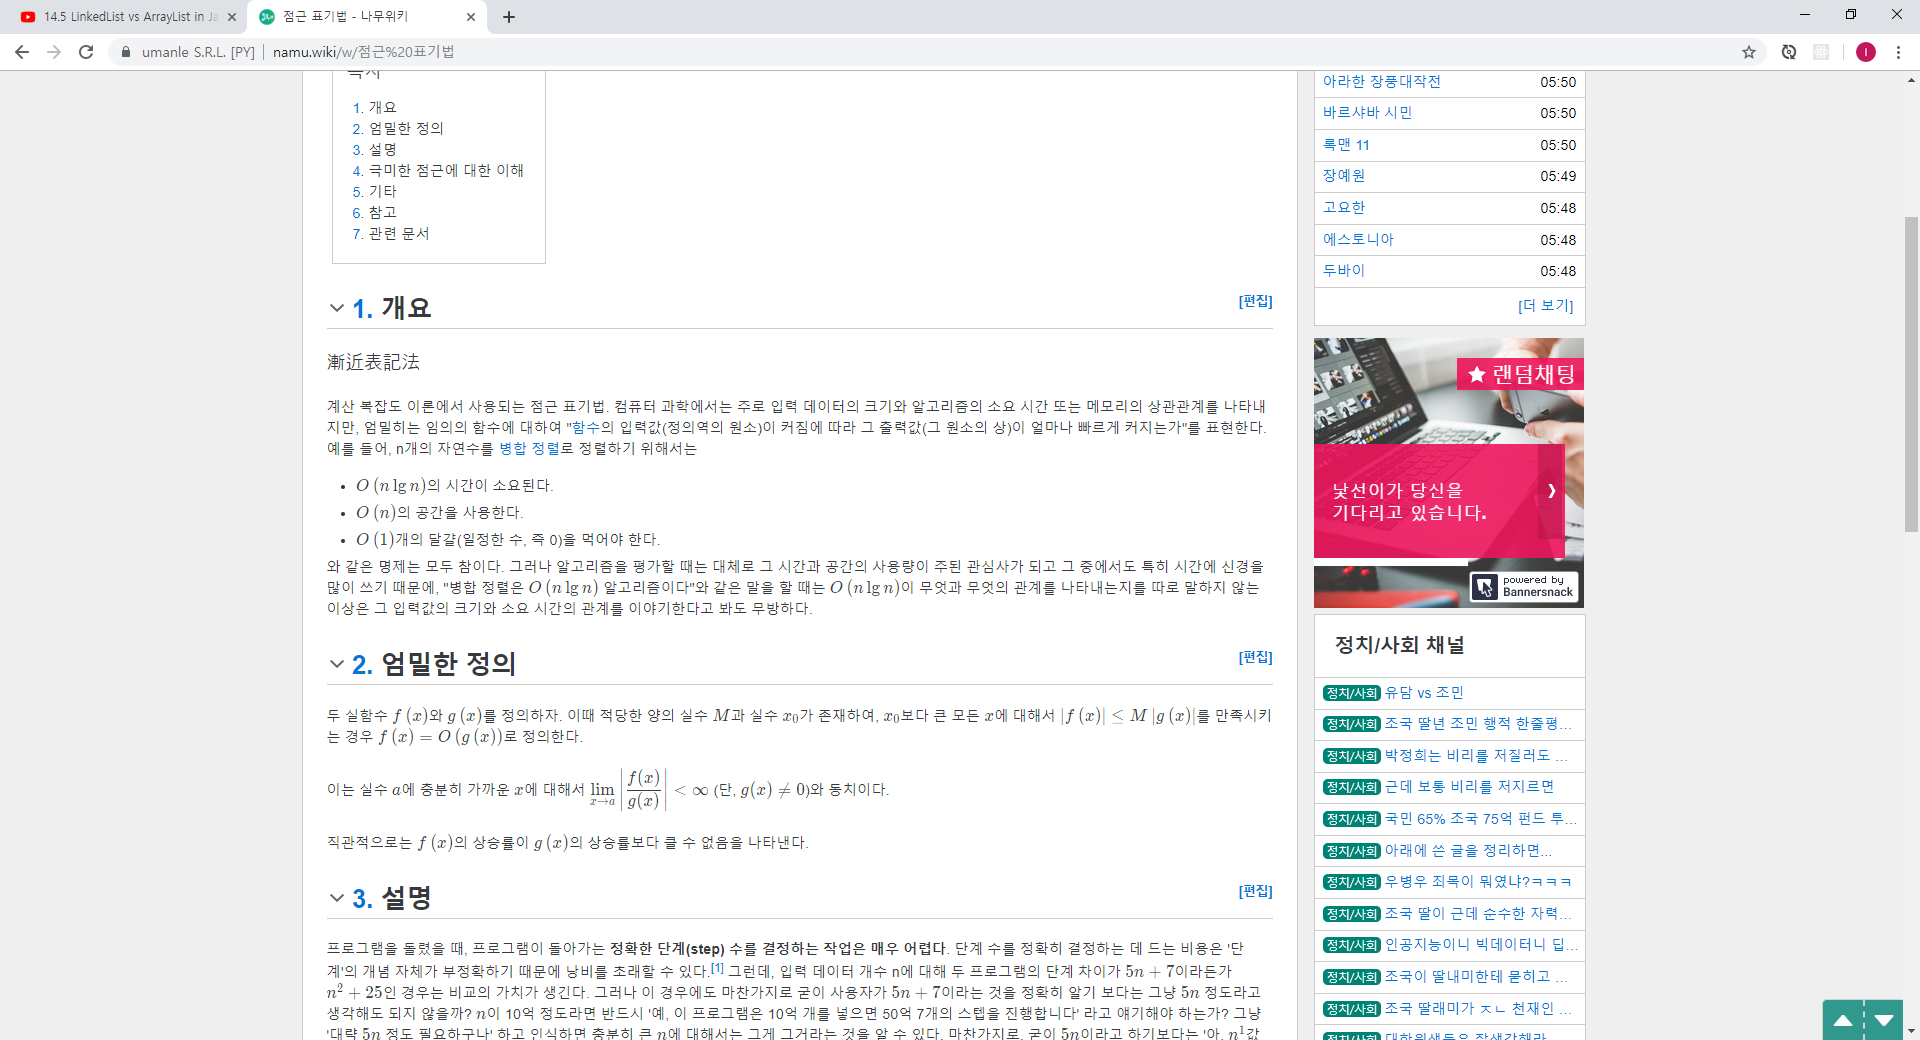 14.5 LinkedList vs ArrayList in Ja
점근 표기법 - 나무위키
umanle S.R.L. [PY] | namu.wiki/w/점근%20표기법
1. 개요
2. 엄밀한 정의
3. 설명
4. 극미한 점근에 대한 이해
5. 기타
6. 참고
7. 관련 문서
1. 개요
[편집]
漸近表記法
계산 복잡도 이론에서 사용되는 점근 표기법. 컴퓨터 과학에서는 주로 입력 데이터의 크기와 알고리즘의 소요 시간 또는 메모리의 상관관계를 나타내
지만, 엄밀히는 임의의 함수에 대하여 "함수의 입력값(정의역의 원소)이 커짐에 따라 그 출력값(그 원소의 상)이 얼마나 빠르게 커지는가"를 표현한다.
예를 들어, n개의 자연수를 병합 정렬로 정렬하기 위해서는
• O (n lg n)의 시간이 소요된다.
• O (n)의 공간을 사용한다.
• O (1)개의 달걀(일정한 수, 즉 0)을 먹어야 한다.
와 같은 명제는 모두 참이다. 그러나 알고리즘을 평가할 때는 대체로 그 시간과 공간의 사용량이 주된 관심사가 되고 그 중에서도 특히 시간에 신경을
많이 쓰기 때문에, "병합 정렬은 O (n lg n) 알고리즘이다"와 같은 말을 할 때는 O (n lg n)이 무엇과 무엇의 관계를 나타내는지를 따로 말하지 않는
이상은 그 입력값의 크기와 소요 시간의 관계를 이야기한다고 봐도 무방하다.
2. 엄밀한 정의
[편집]
두 실함수 f (x)와 g (x)를 정의하자. 이때 적당한 양의 실수 M과 실수 x₀가 존재하여, x₀보다 큰 모든 x에 대해서 |f (x)| ≤ M |g (x)|를 만족시키
는 경우 f (x) = O (g (x))로 정의한다.
이는 실수 a에 충분히 가까운 x에 대해서 lim x→a |f(x)/g(x)| < ∞ (단, g(x) ≠ 0)와 동치이다.
직관적으로는 f (x)의 상승률이 g (x)의 상승률보다 클 수 없음을 나타낸다.
3. 설명
[편집]
프로그램을 돌렸을 때, 프로그램이 돌아가는 정확한 단계(step) 수를 결정하는 작업은 매우 어렵다. 단계 수를 정확히 결정하는 데 드는 비용은 '단
계'의 개념 자체가 부정확하기 때문에 낭비를 초래할 수 있다.[1] 그런데, 입력 데이터 개수 n에 대해 두 프로그램의 단계 차이가 5n + 7이라든가
n² + 25인 경우는 비교의 가치가 생긴다. 그러나 이 경우에도 마찬가지로 굳이 사용자가 5n + 7이라는 것을 정확히 알기 보다는 그냥 5n 정도라고
생각해도 되지 않을까? n이 10억 정도라면 반드시 '예, 이 프로그램은 10억 개를 넣으면 50억 7개의 스텝을 진행합니다' 라고 얘기해야 하는가? 그냥
'대략 5n 정도 필요하구나' 하고 인식하면 충분히 큰 n에 대해서는 그게 그거라는 것을 알 수 있다. 마찬가지로, 굳이 5n이라고 하기보다는 '아, n¹값
아라한 장풍대작전 05:50
바르샤바 시민 05:50
록맨 11 05:50
장예원 05:49
고요한 05:48
에스토니아 05:48
두바이 05:48
[더 보기]
★ 랜덤채팅
낯선이가 당신을
기다리고 있습니다.
powered by
Bannersnack
정치/사회 채널
정치/사회 유담 vs 조민
정치/사회 조국 딸년 조민 행적 한줄평...
정치/사회 박정희는 비리를 저질러도 ...
정치/사회 근데 보통 비리를 저지르면
정치/사회 국민 65% 조국 75억 펀드 투...
정치/사회 아래에 쓴 글을 정리하면...
정치/사회 우병우 죄목이 뭐였냐?ㅋㅋㅋ
정치/사회 조국 딸이 근데 순수한 자력...
정치/사회 인공지능이니 빅데이터니 딥...
정치/사회 조국이 딸내미한테 묻히고 ...
정치/사회 조국 딸래미가 ㅈㄴ 천재인 ...